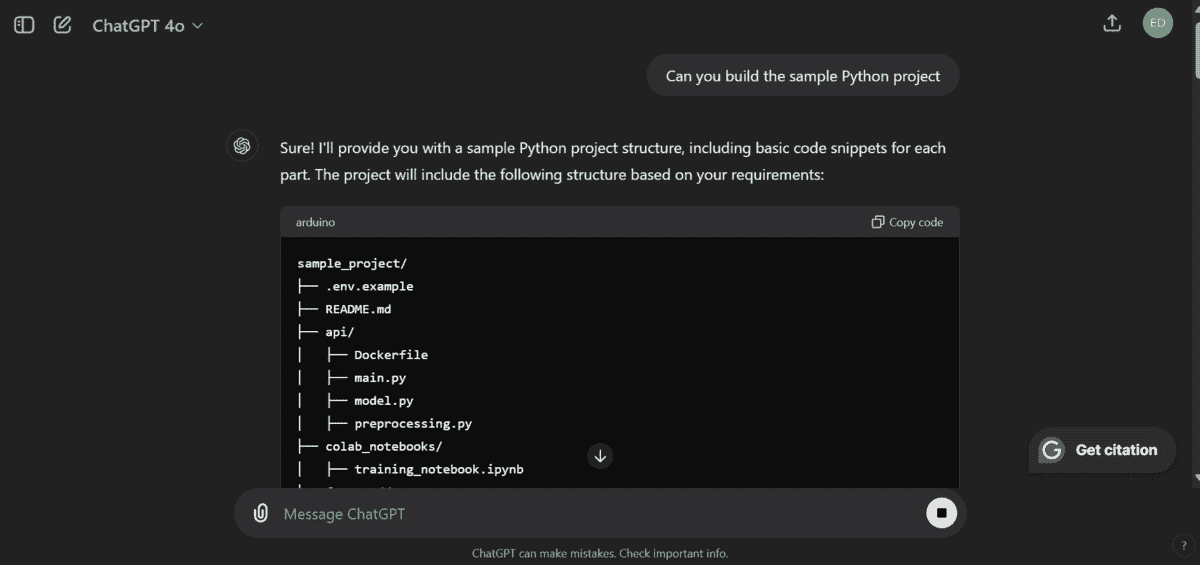 ChatGPT 4o
ED
Can you build the sample Python project
Sure! I'll provide you with a sample Python project structure, including basic code snippets for each
part. The project will include the following structure based on your requirements:
arduino
Copy code
sample_project/
├── .env.example
├── README.md
├── api/
│   ├── Dockerfile
│   ├── main.py
│   ├── model.py
│   ├── preprocessing.py
├── colab_notebooks/
│   ├── training_notebook.ipynb
Get citation
Message ChatGPT
ChatGPT can make mistakes. Check important info.
?